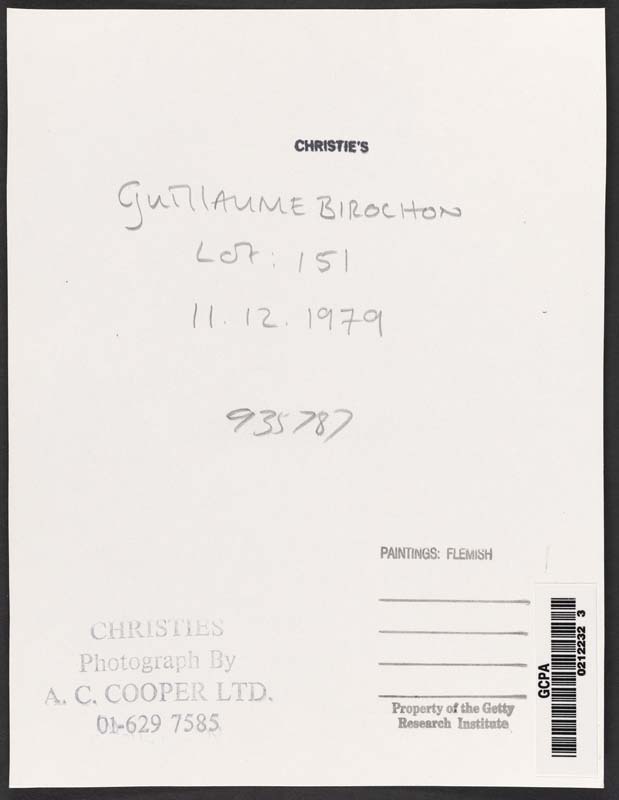 CHRISTIE'S
GUILLAUME BIROCHON
LOT: 151
11. 12. 1979
935787
PAINTINGS: FLEMISH
CHRISTIES
Photograph By
A. C. COOPER LTD.
01-629 7585
Property of the Getty
Research Institute
GCPA
0212232 3